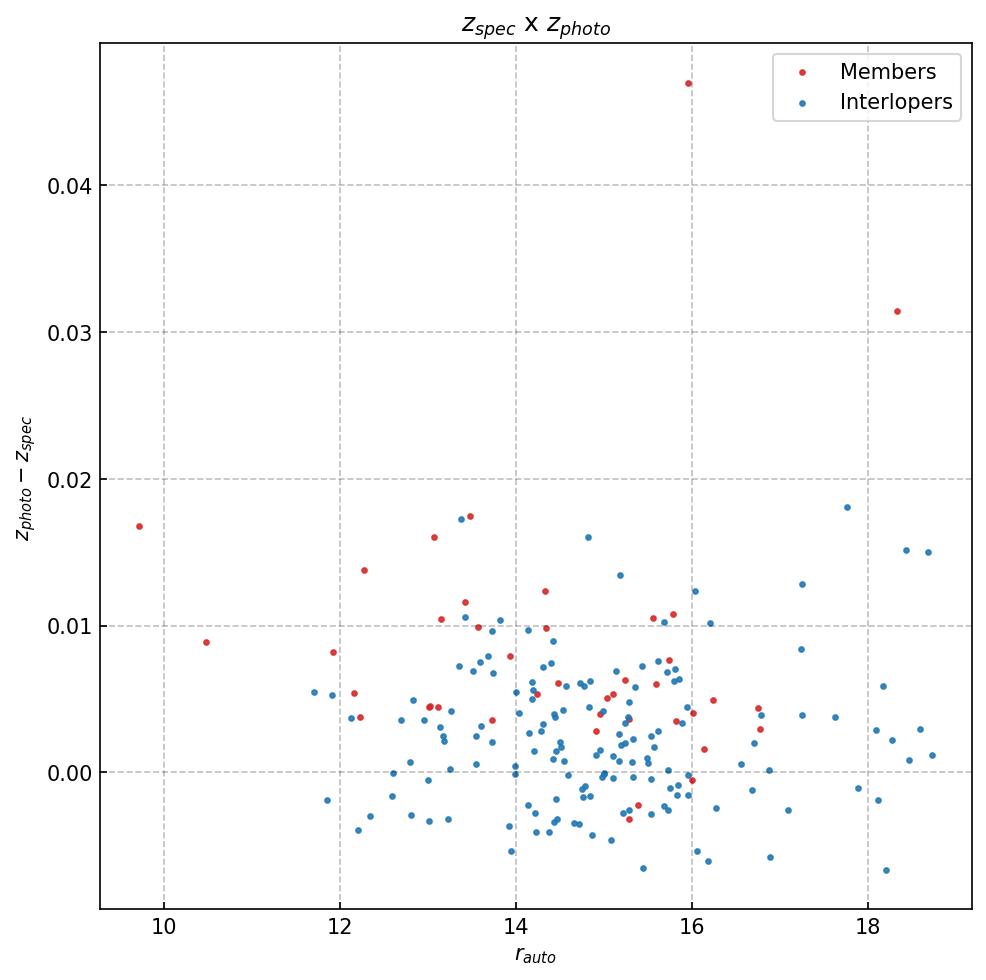 z_spec x z_photo
Members
Interlopers
0.04
0.03
0.02
0.01
0.00
z_photo − z_spec
10 12 14 16 18
r_auto